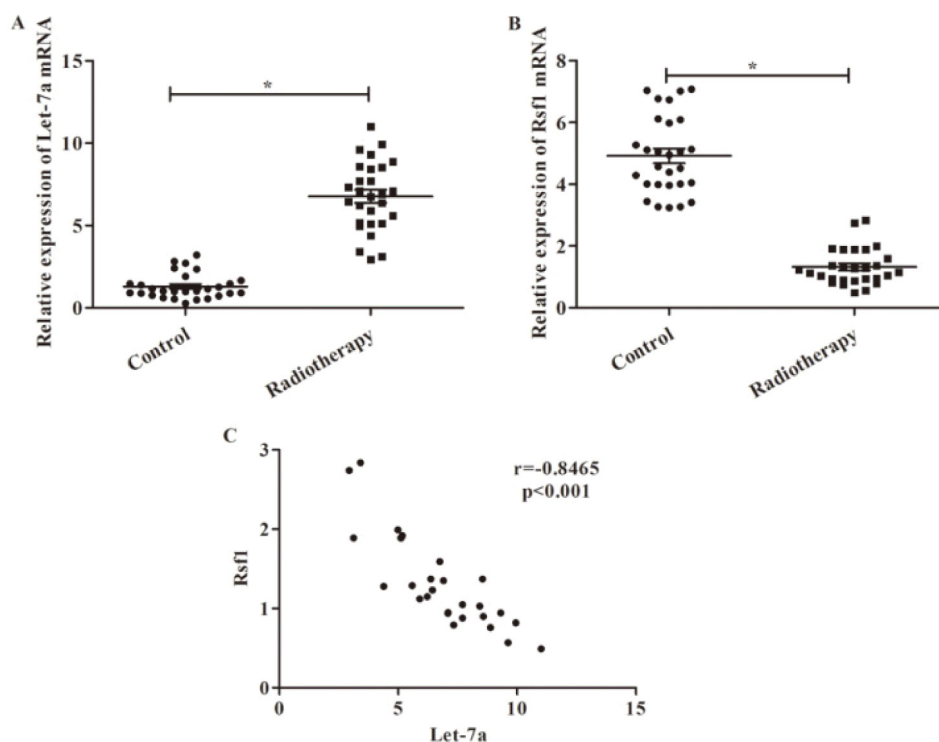 A
Relative expression of Let-7a mRNA
15
10
5
0
*
Control
Radiotherapy
B
Relative expression of Rsf1 mRNA
8
6
4
2
0
*
Control
Radiotherapy
C
Rsf1
3
2
1
0
r=-0.8465
p<0.001
0
5
10
15
Let-7a